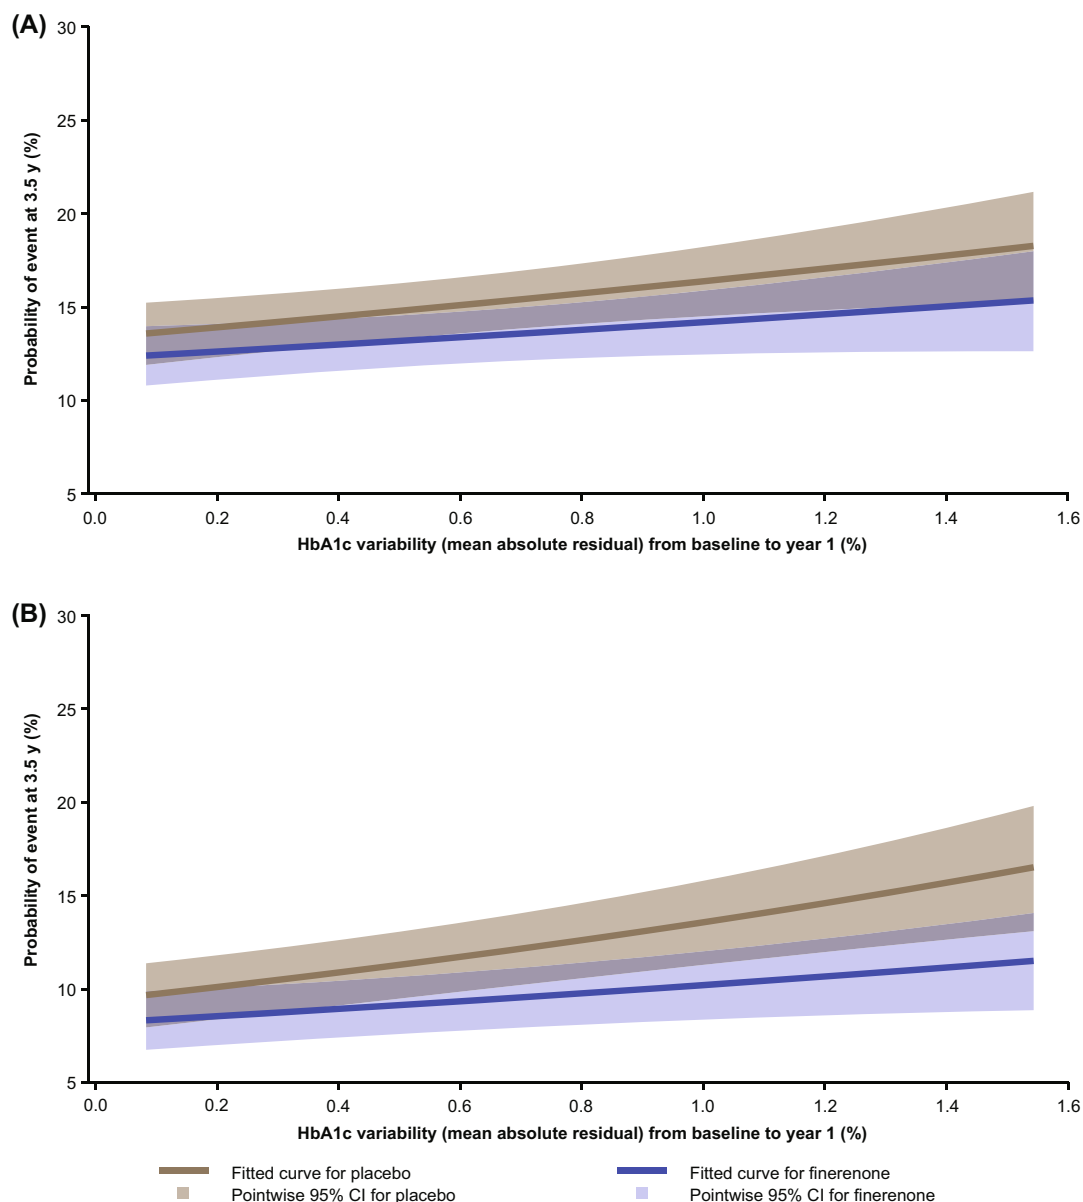 (A)
30
25
20
15
10
5
Probability of event at 3.5 y (%)
0.0 0.2 0.4 0.6 0.8 1.0 1.2 1.4 1.6
HbA1c variability (mean absolute residual) from baseline to year 1 (%)
(B)
30
25
20
15
10
5
Probability of event at 3.5 y (%)
0.0 0.2 0.4 0.6 0.8 1.0 1.2 1.4 1.6
HbA1c variability (mean absolute residual) from baseline to year 1 (%)
Fitted curve for placebo
Pointwise 95% CI for placebo
Fitted curve for finerenone
Pointwise 95% CI for finerenone